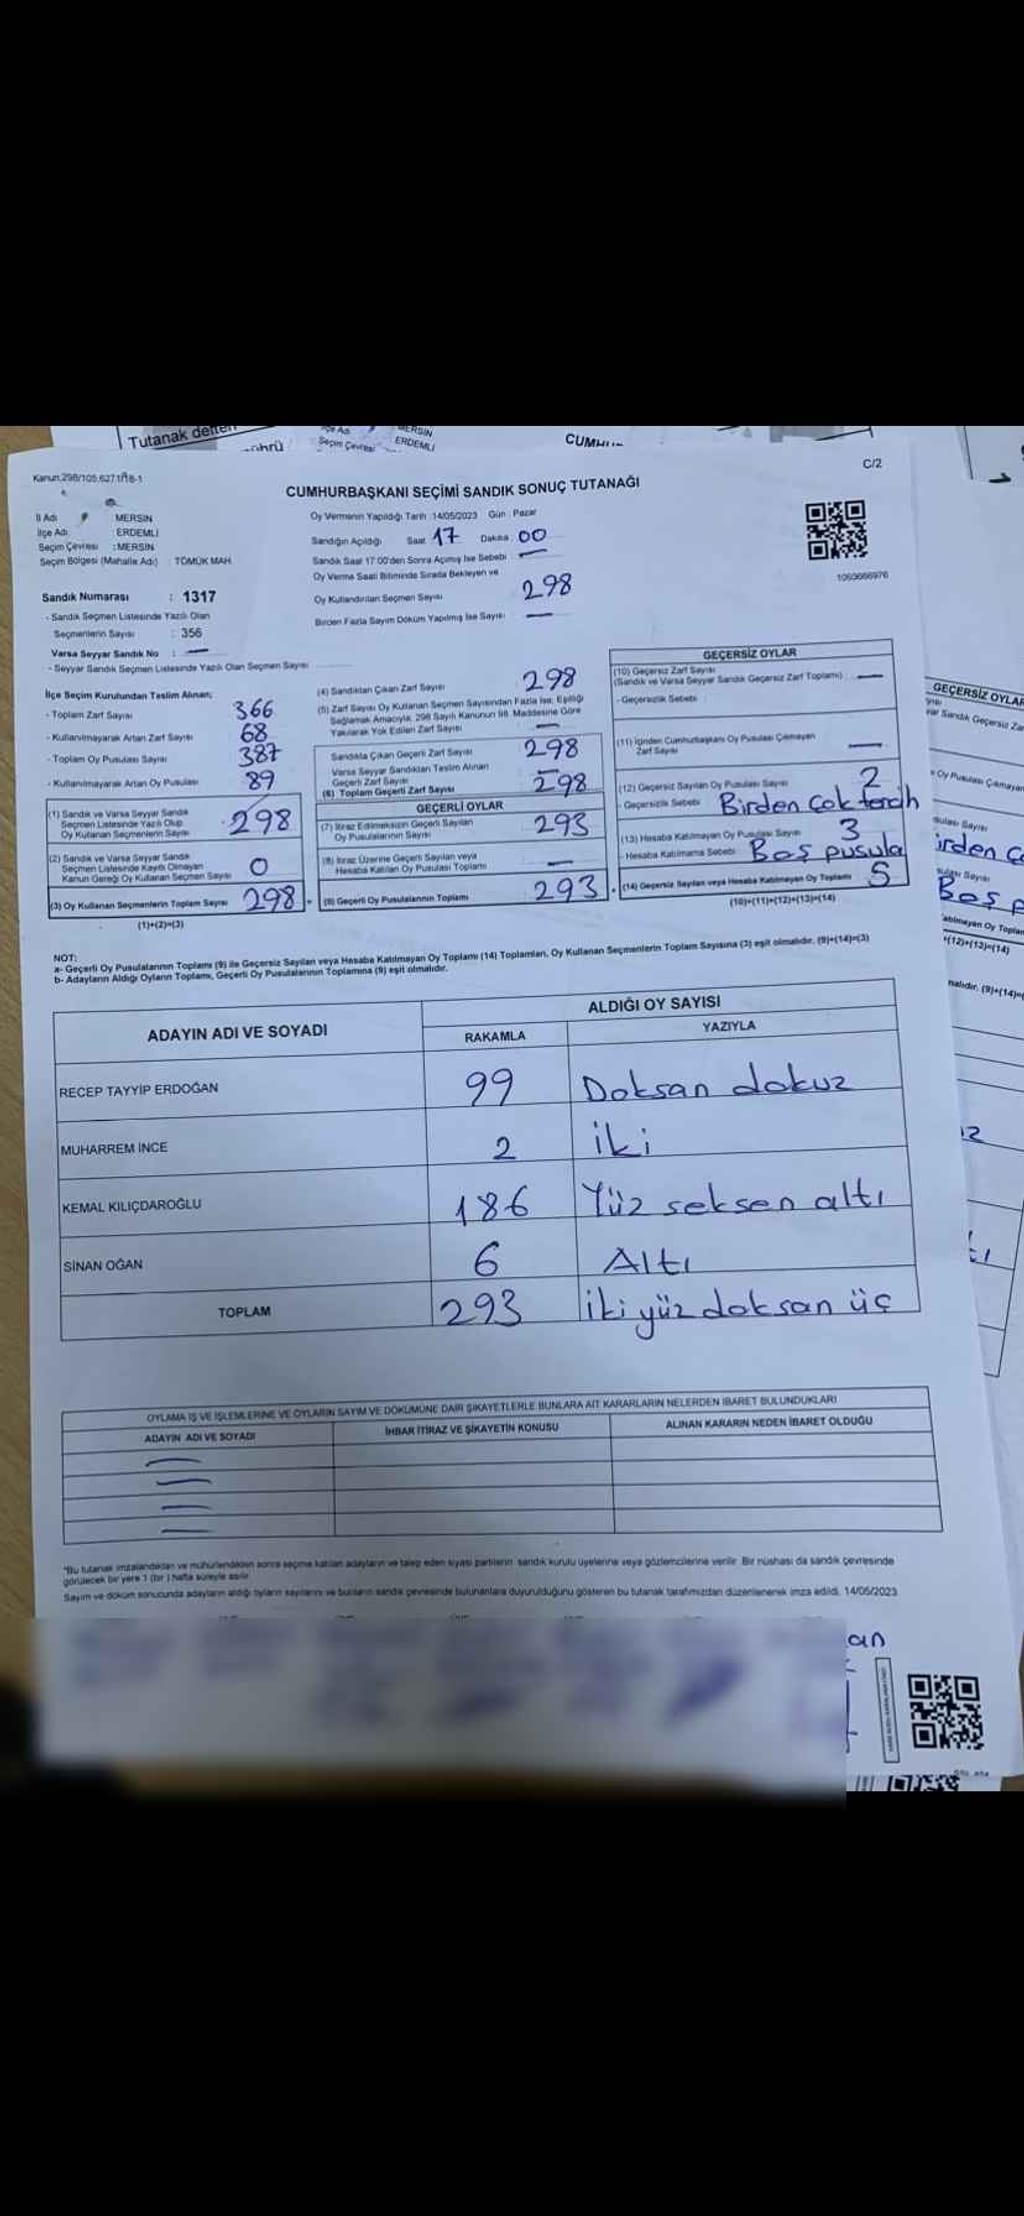 Tutanak defteri
MERSİN
Seçim Çevresi ERDEMLİ
Kanun:298/105
C/2
CUMHURBAŞKANI SEÇİMİ SANDIK SONUÇ TUTANAĞI
İl Adı : MERSİN
İlçe Adı : ERDEMLİ
Seçim Çevresi : MERSİN
Seçim Bölgesi (Mahalle Adı) : TÖMÜK MAH.
Oy Vermenin Yapıldığı Tarih :14/05/2023 Gün : Pazar
Sandığın Açıldığı Saat 17 Dakika 00
Sandık Saat 17:00'den Sonra Açılmış İse Sebebi —
Oy Verme Saati Bitiminde Sırada Bekleyen ve
Oy Kullandırılan Seçmen Sayısı 298
Birden Fazla Sayım Döküm Yapılmış İse Sayısı —
1063666976
Sandık Numarası : 1317
- Sandık Seçmen Listesinde Yazılı Olan
Seçmenlerin Sayısı : 356
Varsa Seyyar Sandık No : —
- Seyyar Sandık Seçmen Listesinde Yazılı Olan Seçmen Sayısı
İlçe Seçim Kurulundan Teslim Alınan;
- Toplam Zarf Sayısı 366
- Kullanılmayarak Artan Zarf Sayısı 68
- Toplam Oy Pusulası Sayısı 387
- Kullanılmayarak Artan Oy Pusulası 89
(1) Sandık ve Varsa Seyyar Sandık
Seçmen Listesinde Yazılı Olup
Oy Kullanan Seçmenlerin Sayısı 298
(2) Sandık ve Varsa Seyyar Sandık
Seçmen Listesinde Kayıtlı Olmayan
Kanun Gereği Oy Kullanan Seçmen Sayısı 0
(3) Oy Kullanan Seçmenlerin Toplam Sayısı 298
(1)+(2)=(3)
(4) Sandıktan Çıkan Zarf Sayısı 298
(5) Zarf Sayısı Oy Kullanan Seçmen Sayısından Fazla İse, Eşitliği
Sağlamak Amacıyla, 298 Sayılı Kanunun 98. Maddesine Göre
Yakılarak Yok Edilen Zarf Sayısı —
Sandıkta Çıkan Geçerli Zarf Sayısı 298
Varsa Seyyar Sandıktan Teslim Alınan
Geçerli Zarf Sayısı —
(6) Toplam Geçerli Zarf Sayısı 298
GEÇERLİ OYLAR
(7) İtiraz Edilmeksizin Geçerli Sayılan
Oy Pusulalarının Sayısı 293
(8) İtiraz Üzerine Geçerli Sayılan veya
Hesaba Katılan Oy Pusulası Toplamı —
(9) Geçerli Oy Pusulalarının Toplamı 293
GEÇERSİZ OYLAR
(10) Geçersiz Zarf Sayısı
(Sandık ve Varsa Seyyar Sandık Geçersiz Zarf Toplamı) —
- Geçersizlik Sebebi
(11) İçinden Cumhurbaşkanı Oy Pusulası Çıkmayan
Zarf Sayısı —
(12) Geçersiz Sayılan Oy Pusulası Sayısı 2
- Geçersizlik Sebebi Birden Çok tercih
(13) Hesaba Katılmayan Oy Pusulası Sayısı 3
- Hesaba Katılmama Sebebi Boş pusula
(14) Geçersiz Sayılan veya Hesaba Katılmayan Oy Toplamı 5
(10)+(11)+(12)+(13)=(14)
NOT:
a- Geçerli Oy Pusulalarının Toplamı (9) ile Geçersiz Sayılan veya Hesaba Katılmayan Oy Toplamı (14) Toplamları, Oy Kullanan Seçmenlerin Toplam Sayısına (3) eşit olmalıdır. (9)+(14)=(3)
b- Adayların Aldığı Oyların Toplamı, Geçerli Oy Pusulalarının Toplamına (9) eşit olmalıdır.
ADAYIN ADI VE SOYADI
ALDIĞI OY SAYISI
RAKAMLA YAZIYLA
RECEP TAYYİP ERDOĞAN 99 Doksan dokuz
MUHARREM İNCE 2 iki
KEMAL KILIÇDAROĞLU 186 Yüz seksen altı
SİNAN OĞAN 6 Altı
TOPLAM 293 iki yüz doksan üç
OYLAMA İŞ VE İŞLEMLERİNE VE OYLARIN SAYIM VE DÖKÜMÜNE DAİR ŞİKAYETLERLE BUNLARA AİT KARARLARIN NELERDEN İBARET BULUNDUKLARI
ADAYIN ADI VE SOYADI İHBAR İTİRAZ VE ŞİKAYETİN KONUSU ALINAN KARARIN NEDEN İBARET OLDUĞU
*Bu tutanak imzalandıktan ve mühürlendikten sonra seçime katılan adayların ve talep eden siyasi partilerin sandık kurulu üyelerine veya gözlemcilerine verilir. Bir nüshası da sandık çevresinde
görülecek bir yere 1 (bir) hafta süreyle asılır.
Sayım ve döküm sonucunda adayların aldığı oyların sayılarını ve bunların sandık çevresinde bulunanlara duyurulduğunu gösteren bu tutanak tarafımızdan düzenlenerek imza edildi. 14/05/2023
an
GEÇERSİZ OYLAR
Boş p
(12)+(13)=(14)